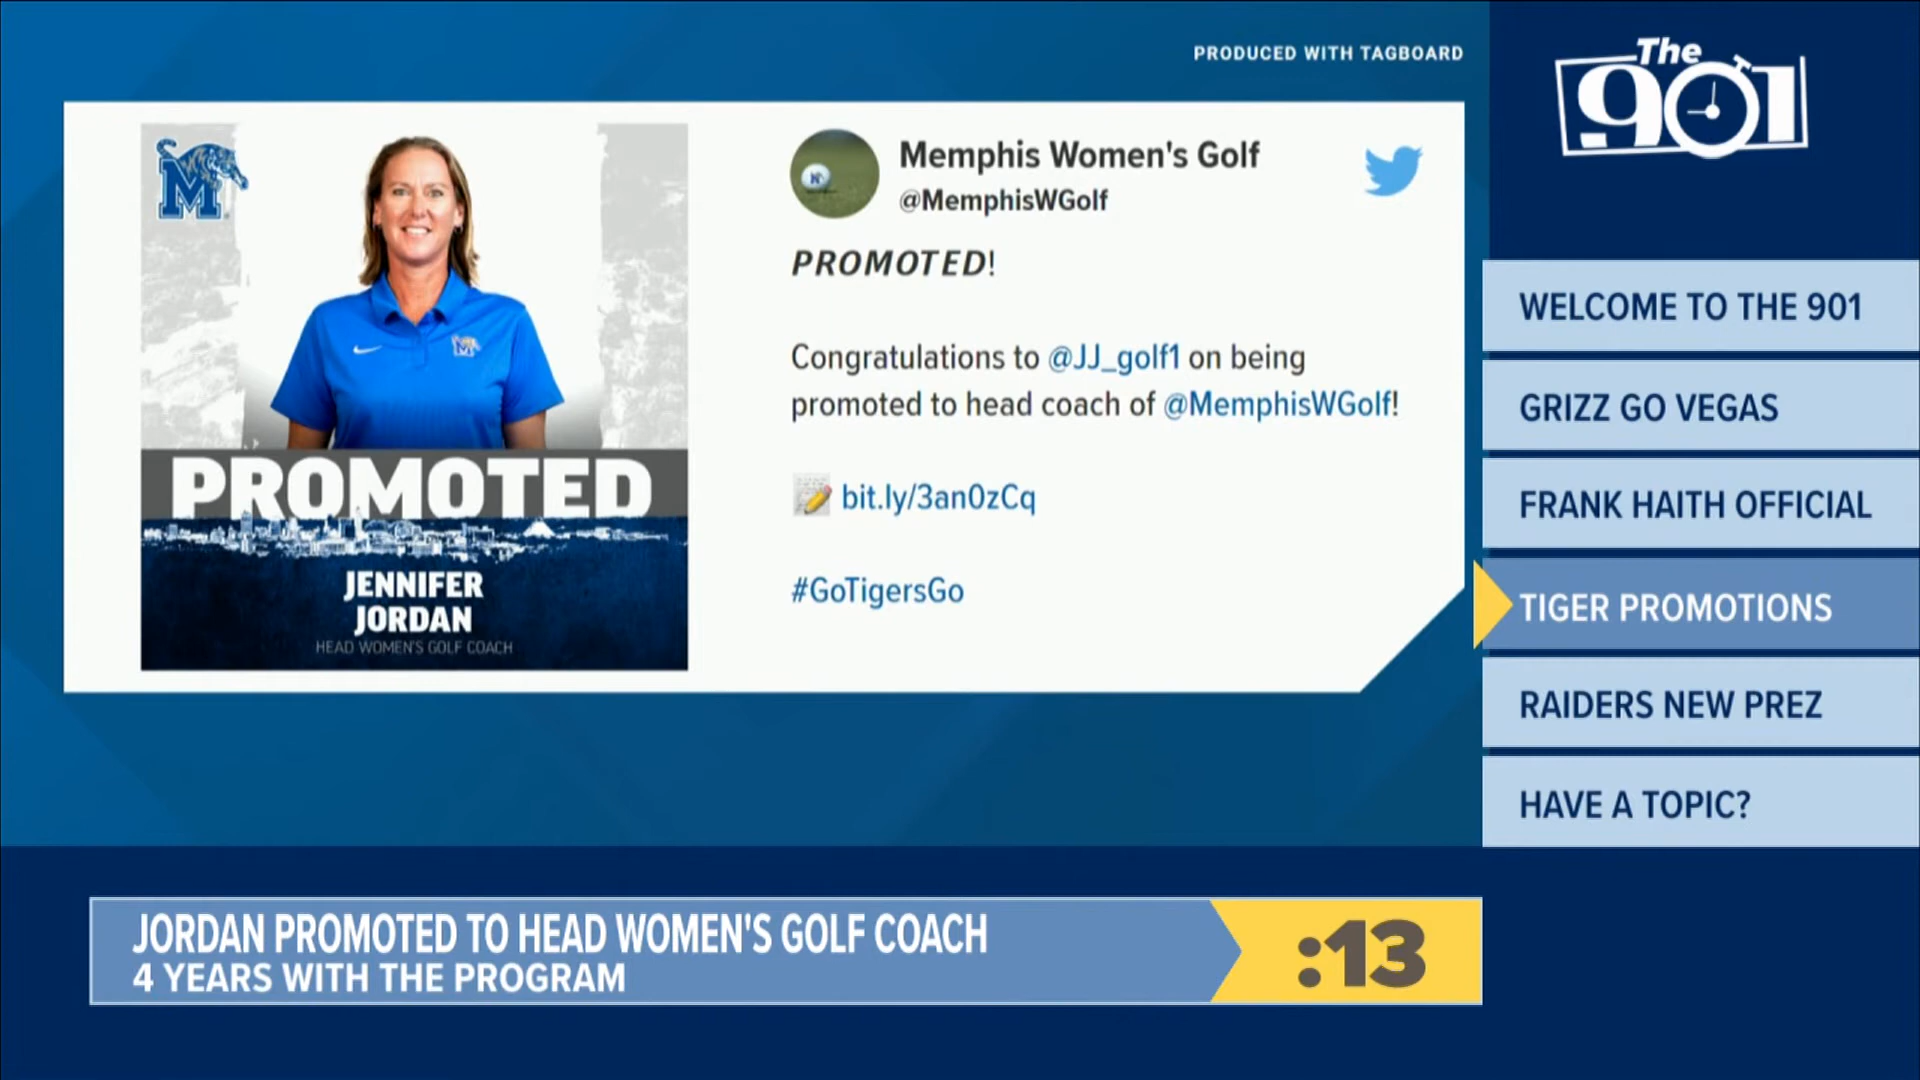 PRODUCED WITH TAGBOARD
The
901
M
PROMOTED
JENNIFER
JORDAN
HEAD WOMEN'S GOLF COACH
Memphis Women's Golf
@MemphisWGolf
PROMOTED!
Congratulations to @JJ_golf1 on being
promoted to head coach of @MemphisWGolf!
bit.ly/3an0zCq
#GoTigersGo
WELCOME TO THE 901
GRIZZ GO VEGAS
FRANK HAITH OFFICIAL
TIGER PROMOTIONS
RAIDERS NEW PREZ
HAVE A TOPIC?
JORDAN PROMOTED TO HEAD WOMEN'S GOLF COACH
4 YEARS WITH THE PROGRAM
:13